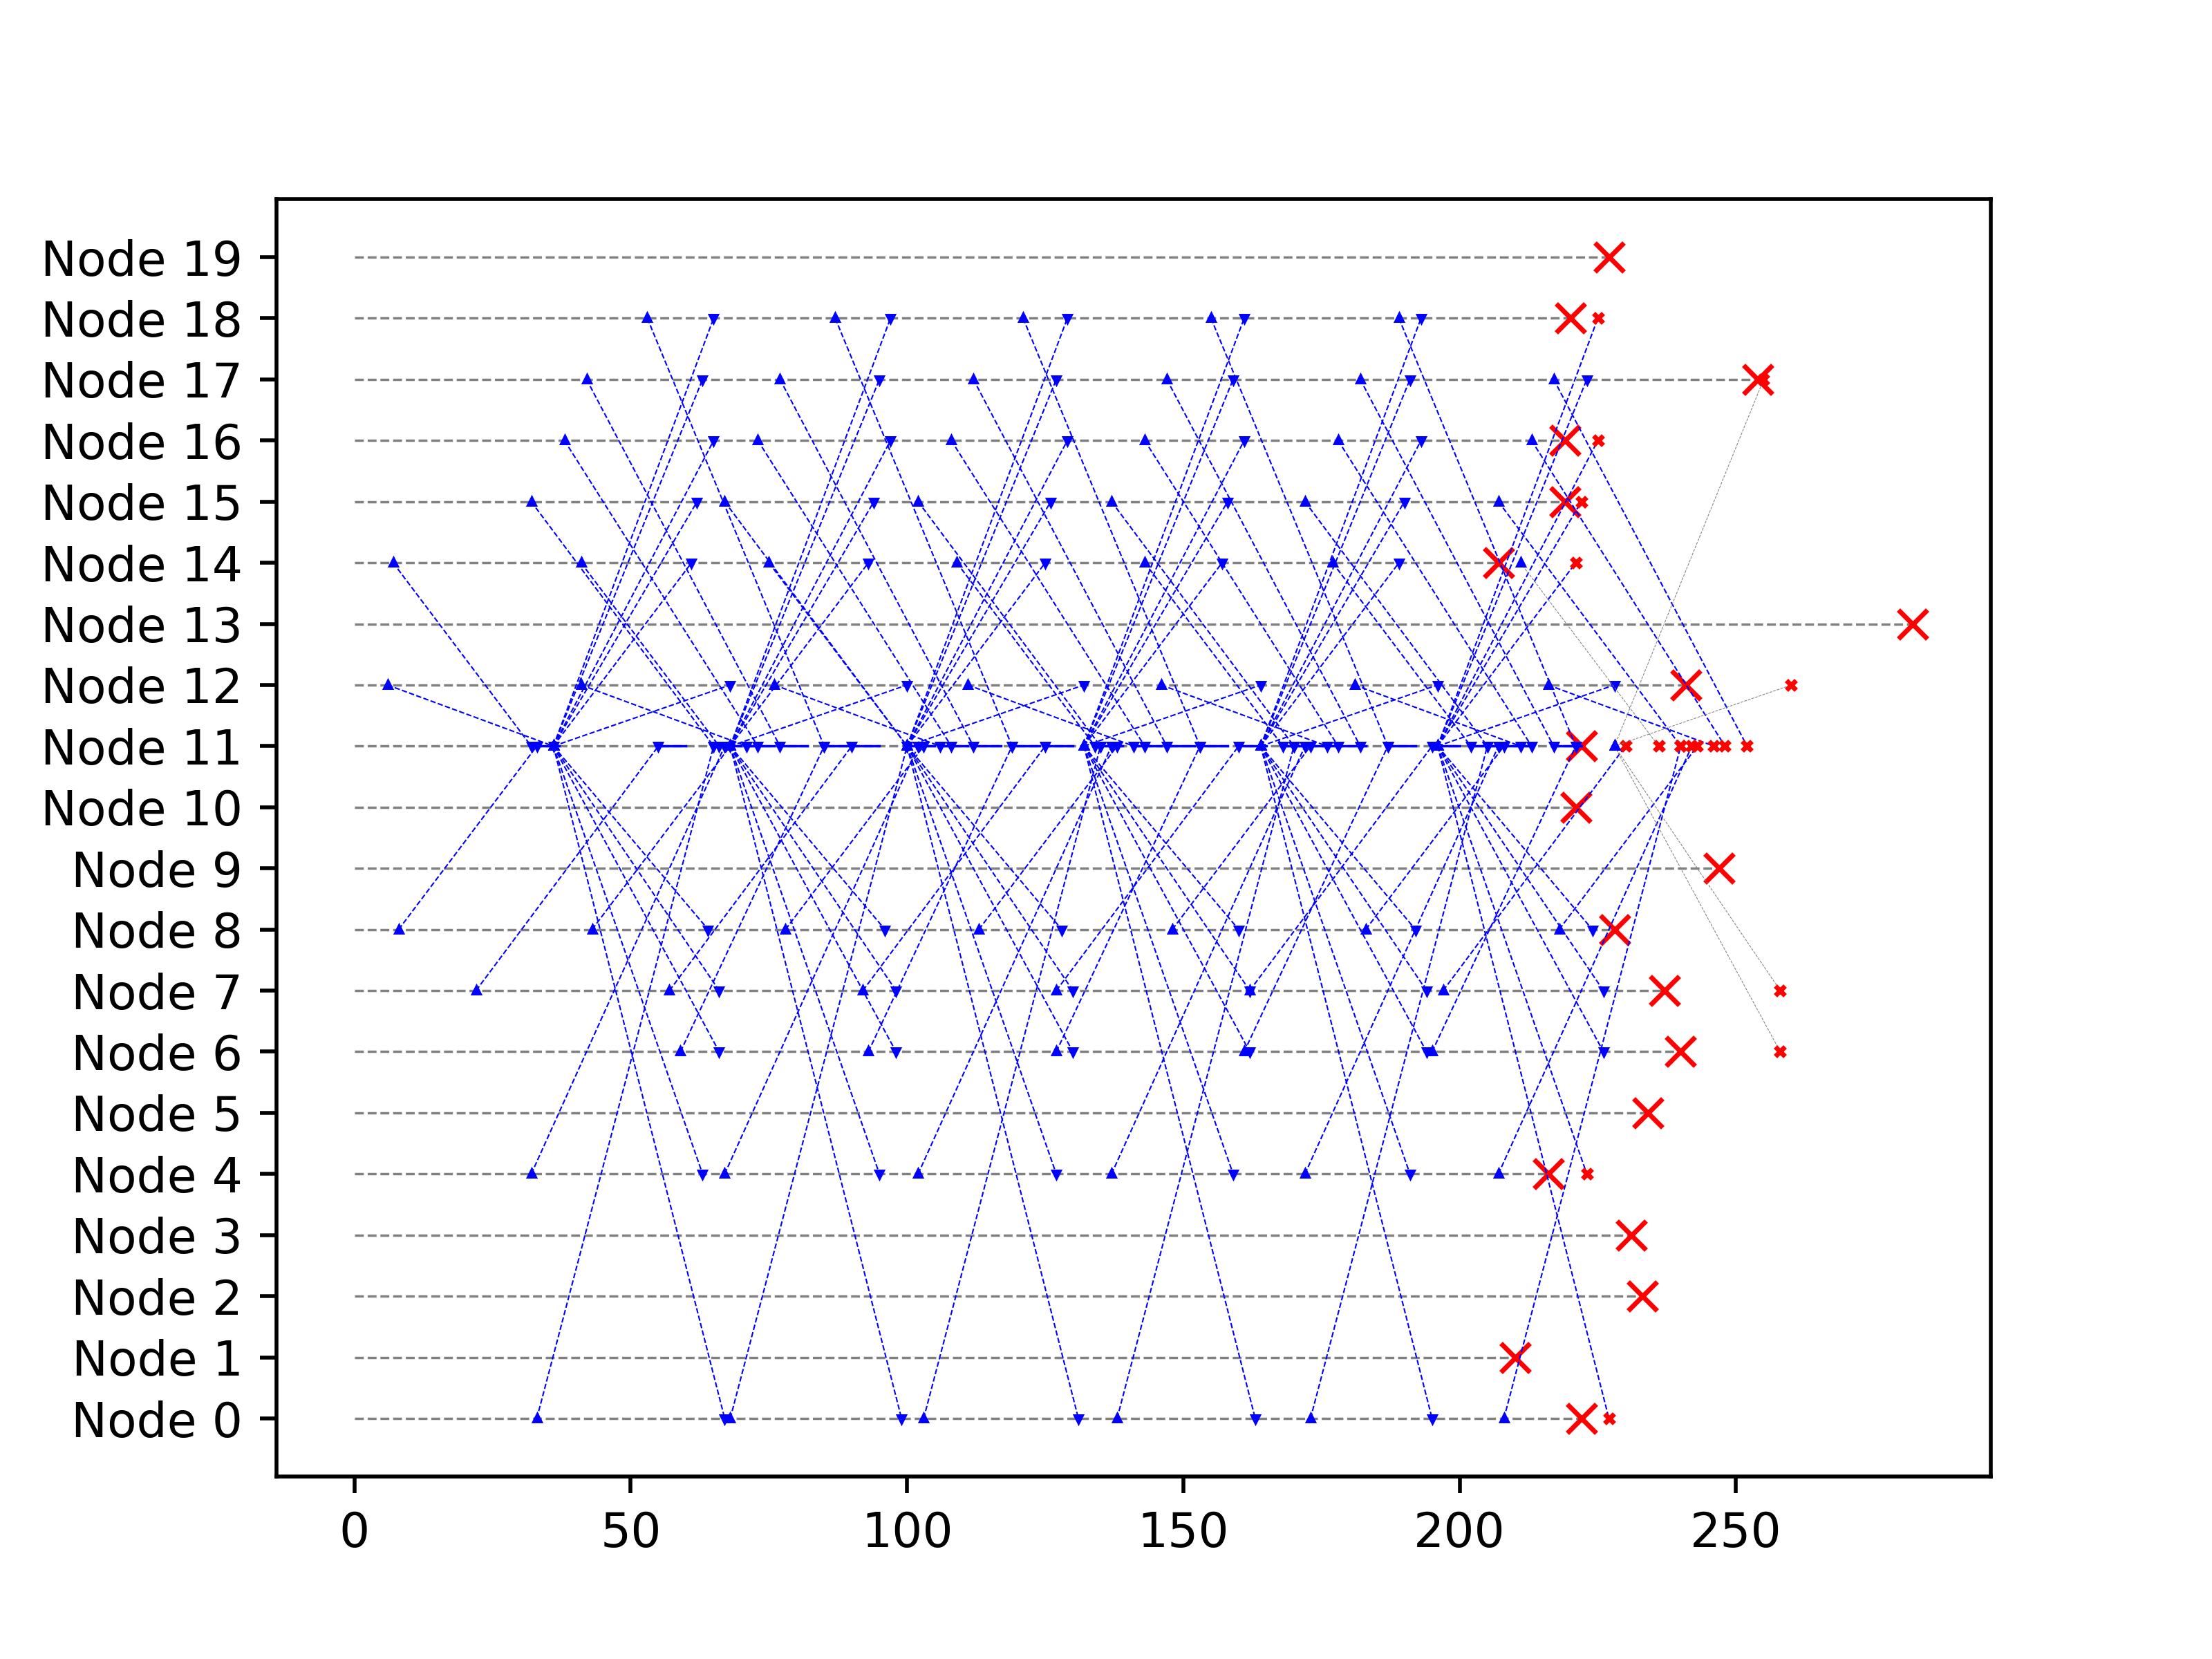 Node 19
Node 18
Node 17
Node 16
Node 15
Node 14
Node 13
Node 12
Node 11
Node 10
Node 9
Node 8
Node 7
Node 6
Node 5
Node 4
Node 3
Node 2
Node 1
Node 0
0 50 100 150 200 250